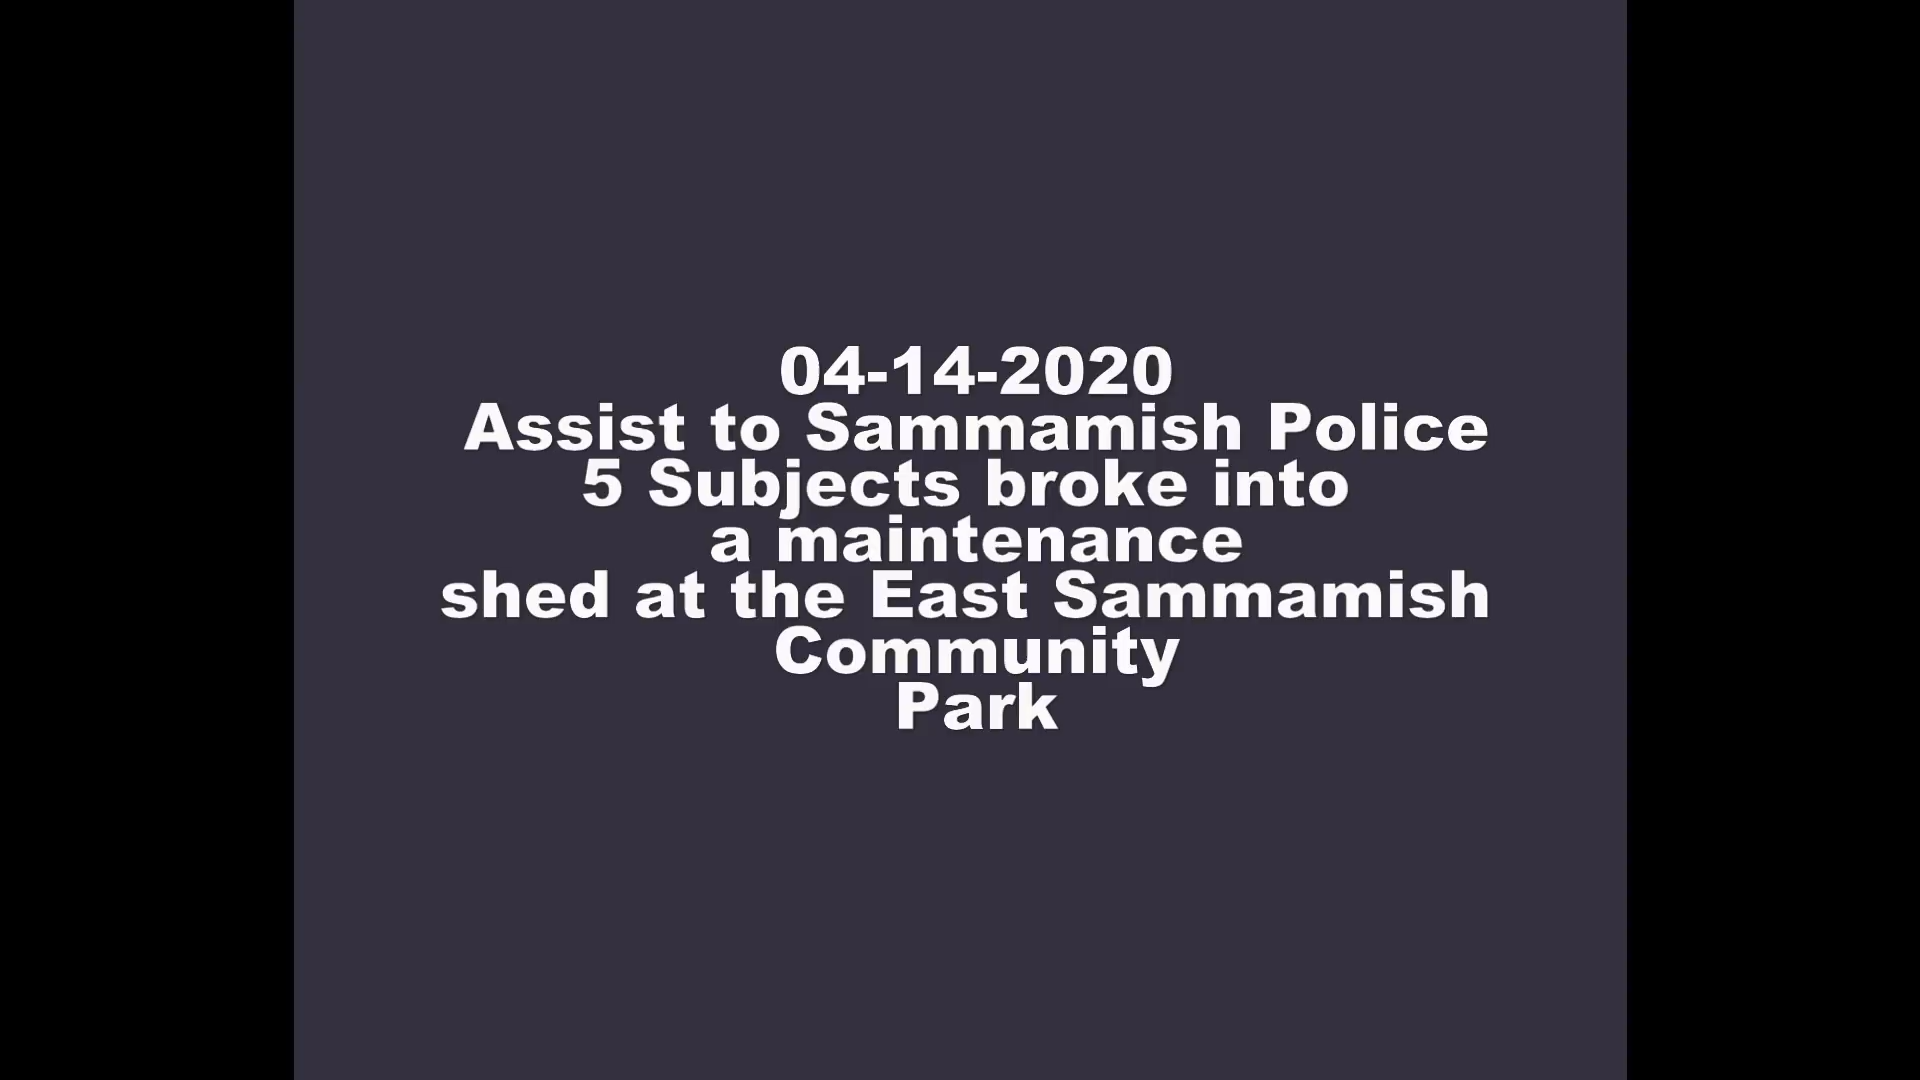 04-14-2020
Assist to Sammamish Police
5 Subjects broke into
a maintenance
shed at the East Sammamish
Community
Park